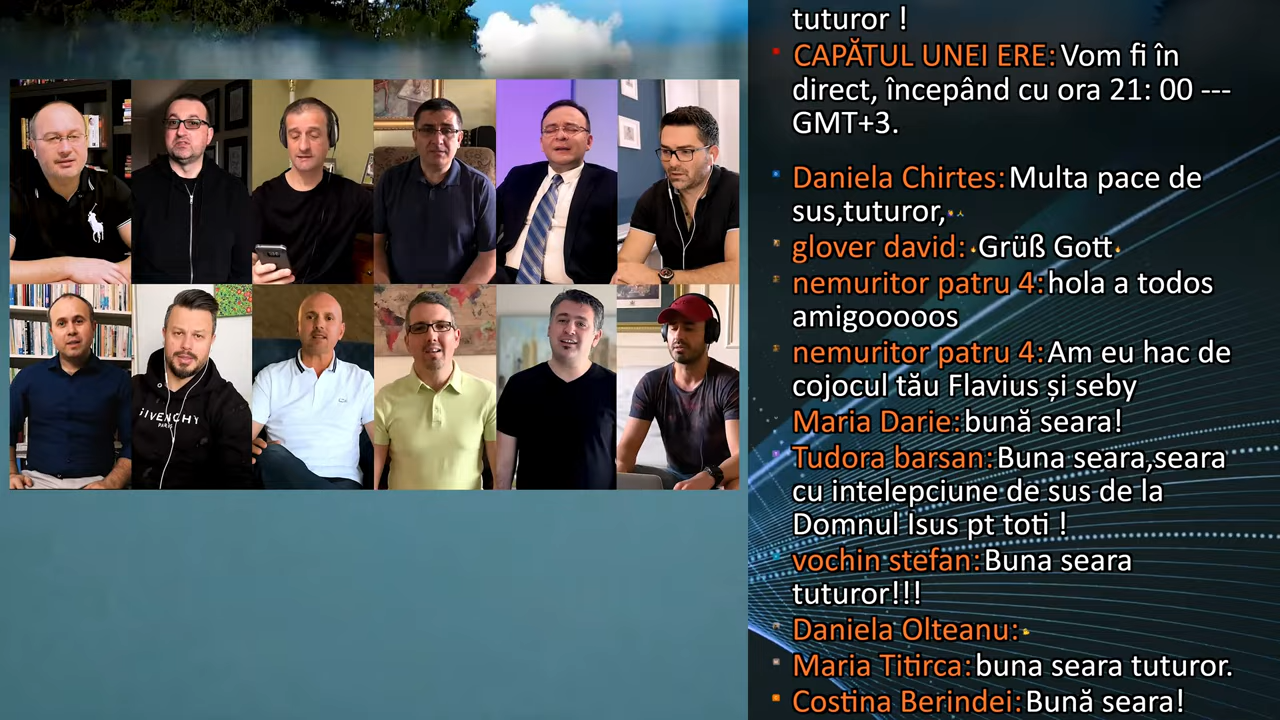 tuturor !
CAPĂTUL UNEI ERE: Vom fi în
direct, începând cu ora 21: 00 ---
GMT+3.
Daniela Chirtes: Multa pace de
sus,tuturor,
glover david: Grüß Gott
nemuritor patru 4: hola a todos
amigooooos
nemuritor patru 4: Am eu hac de
cojocul tău Flavius și seby
Maria Darie: bună seara!
Tudora barsan: Buna seara,seara
cu intelepciune de sus de la
Domnul Isus pt toti !
vochin stefan: Buna seara
tuturor!!!
Daniela Olteanu:
Maria Titirca: buna seara tuturor.
Costina Berindei: Bună seara!
GIVENCHY
PARIS